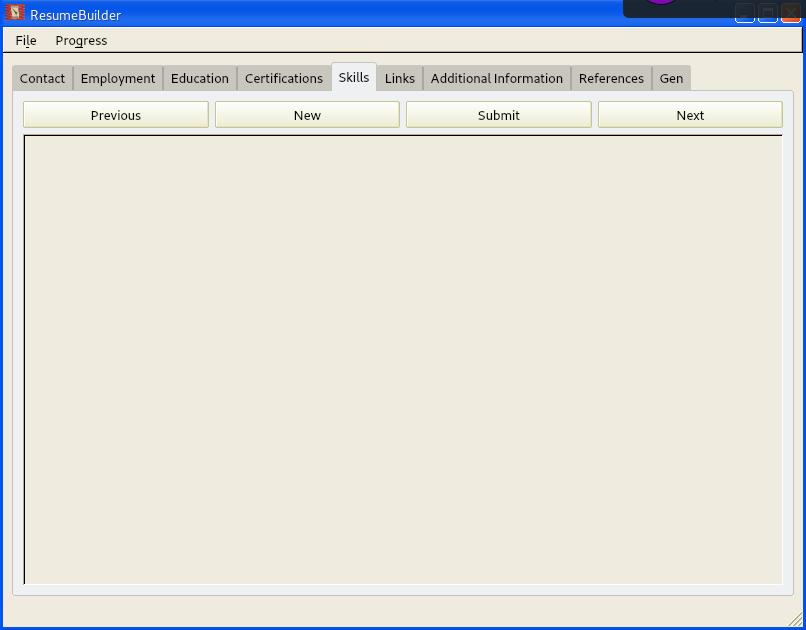 ResumeBuilder
File Progress
Contact Employment Education Certifications Skills Links Additional Information References Gen
Previous New Submit Next